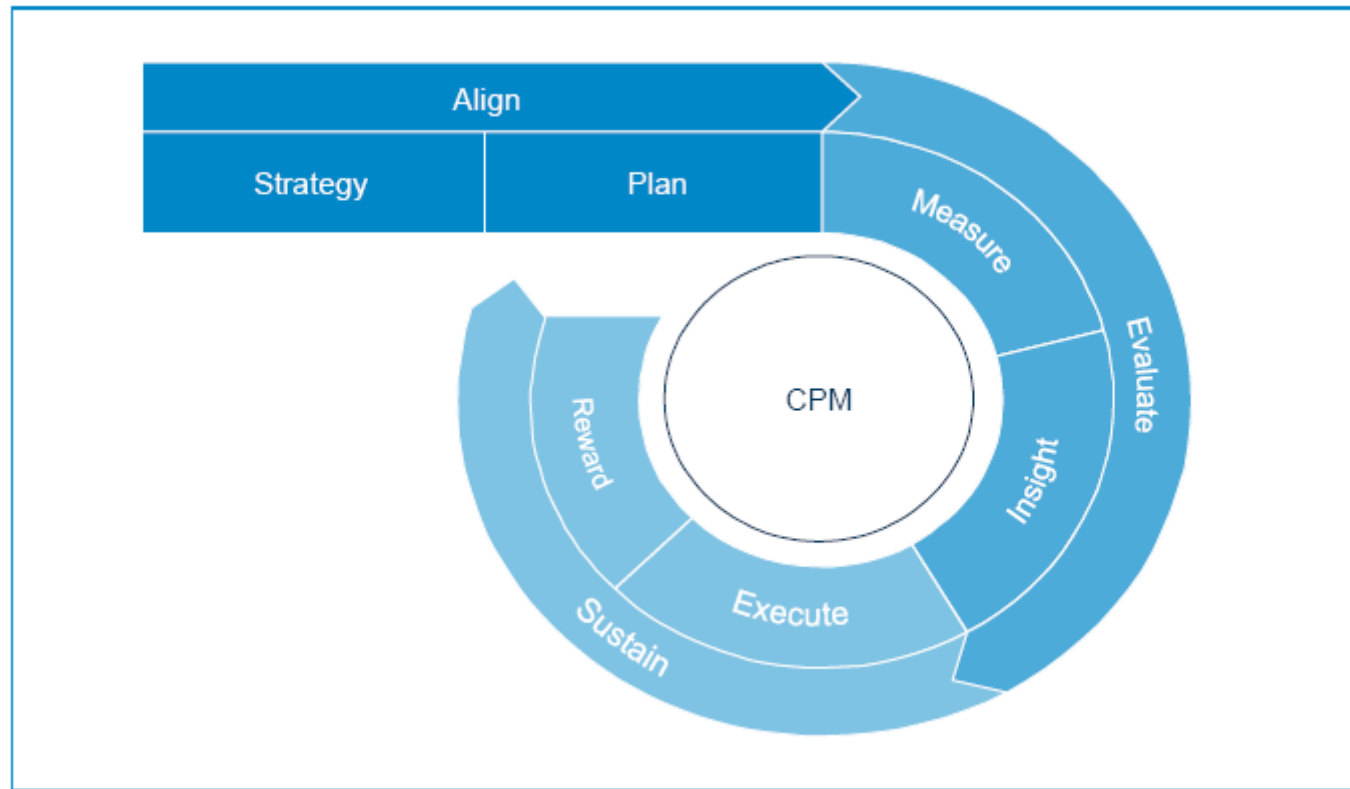 Align
Strategy
Plan
Measure
Evaluate
Insight
CPM
Reward
Execute
Sustain